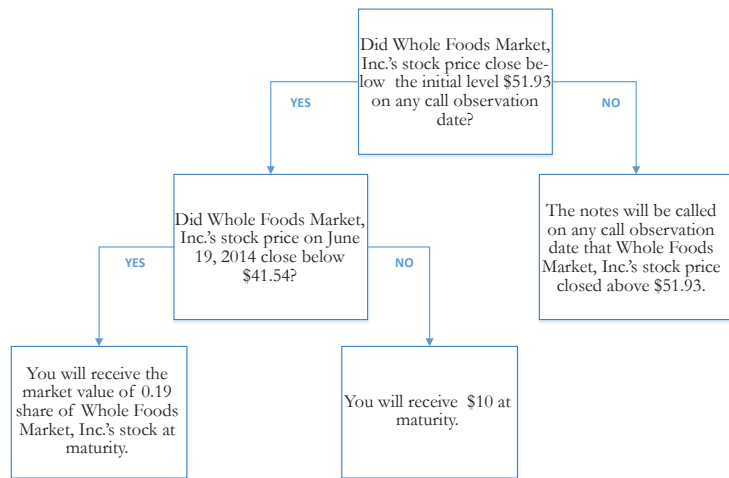 Did Whole Foods Market,
Inc.'s stock price close be-
low the initial level $51.93
on any call observation
date?
YES
NO
Did Whole Foods Market,
Inc.'s stock price on June
19, 2014 close below
$41.54?
The notes will be called
on any call observation
date that Whole Foods
Market, Inc.'s stock price
closed above $51.93.
YES
NO
You will receive the
market value of 0.19
share of Whole Foods
Market, Inc.'s stock at
maturity.
You will receive $10 at
maturity.